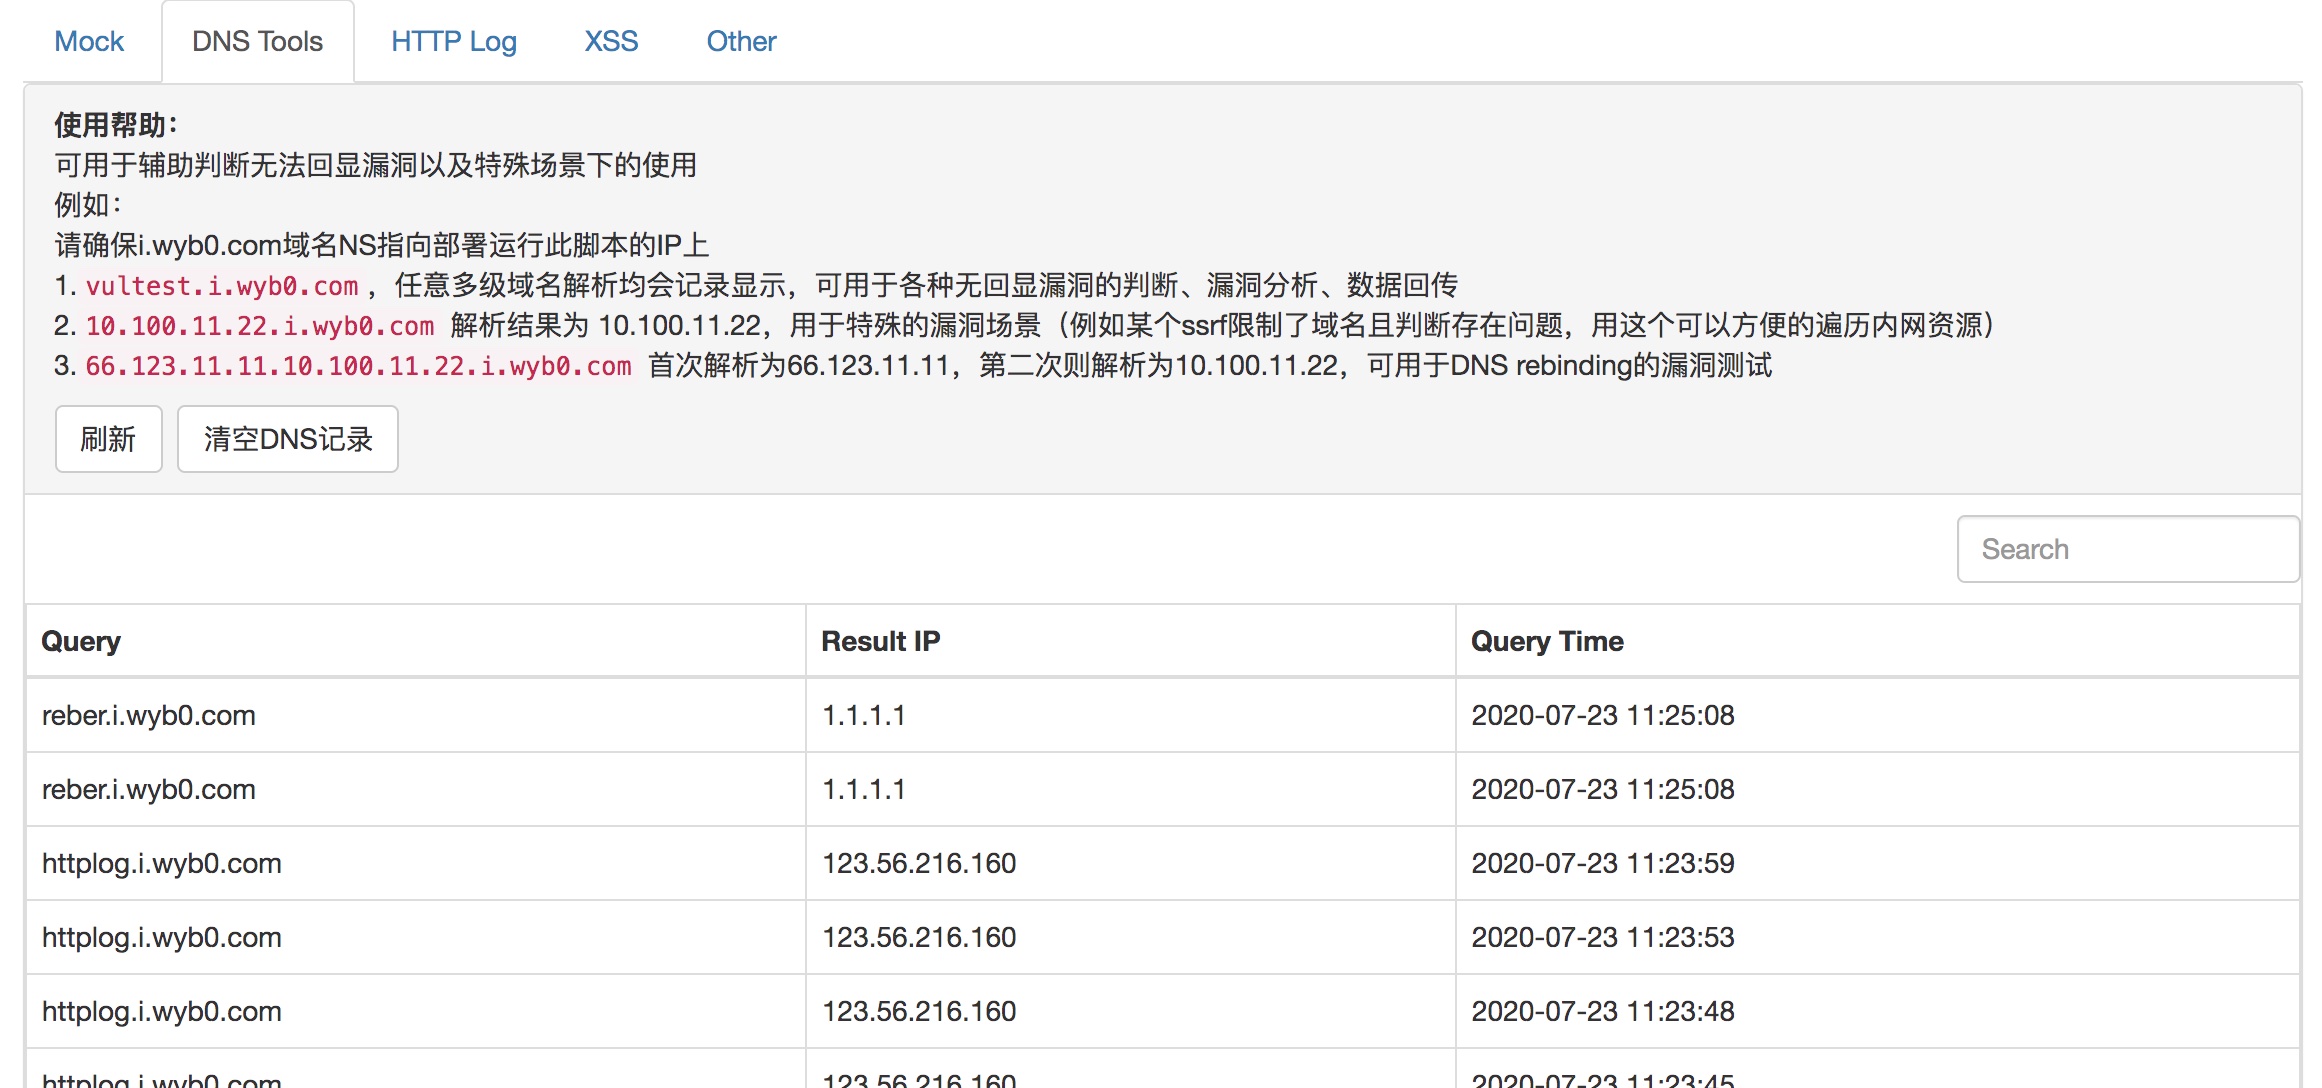 Mock DNS Tools HTTP Log XSS Other
使用帮助：
可用于辅助判断无法回显漏洞以及特殊场景下的使用
例如：
请确保i.wyb0.com域名NS指向部署运行此脚本的IP上
1. vultest.i.wyb0.com ，任意多级域名解析均会记录显示，可用于各种无回显漏洞的判断、漏洞分析、数据回传
2. 10.100.11.22.i.wyb0.com 解析结果为 10.100.11.22，用于特殊的漏洞场景（例如某个ssrf限制了域名且判断存在问题，用这个可以方便的遍历内网资源）
3. 66.123.11.11.10.100.11.22.i.wyb0.com 首次解析为66.123.11.11，第二次则解析为10.100.11.22，可用于DNS rebinding的漏洞测试
刷新 清空DNS记录
Search
Query Result IP Query Time
reber.i.wyb0.com 1.1.1.1 2020-07-23 11:25:08
reber.i.wyb0.com 1.1.1.1 2020-07-23 11:25:08
httplog.i.wyb0.com 123.56.216.160 2020-07-23 11:23:59
httplog.i.wyb0.com 123.56.216.160 2020-07-23 11:23:53
httplog.i.wyb0.com 123.56.216.160 2020-07-23 11:23:48
httplog.i.wyb0.com 123.56.216.160 2020-07-23 11:23:45